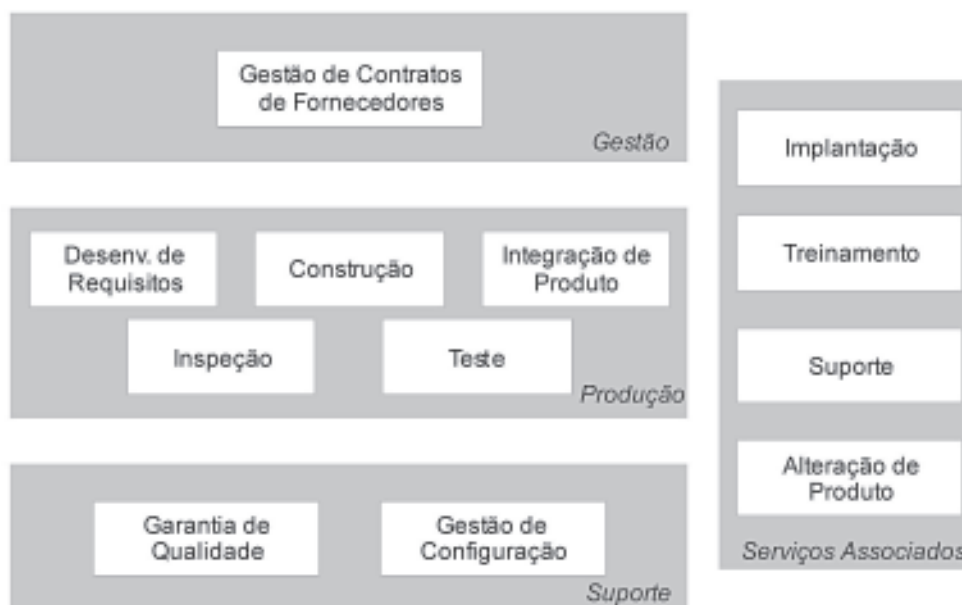 Gestão de Contratos
de Fornecedores
Gestão
Desenv. de
Requisitos
Construção
Integração de
Produto
Inspeção
Teste
Produção
Garantia de
Qualidade
Gestão de
Configuração
Suporte
Implantação
Treinamento
Suporte
Alteração de
Produto
Serviços Associados